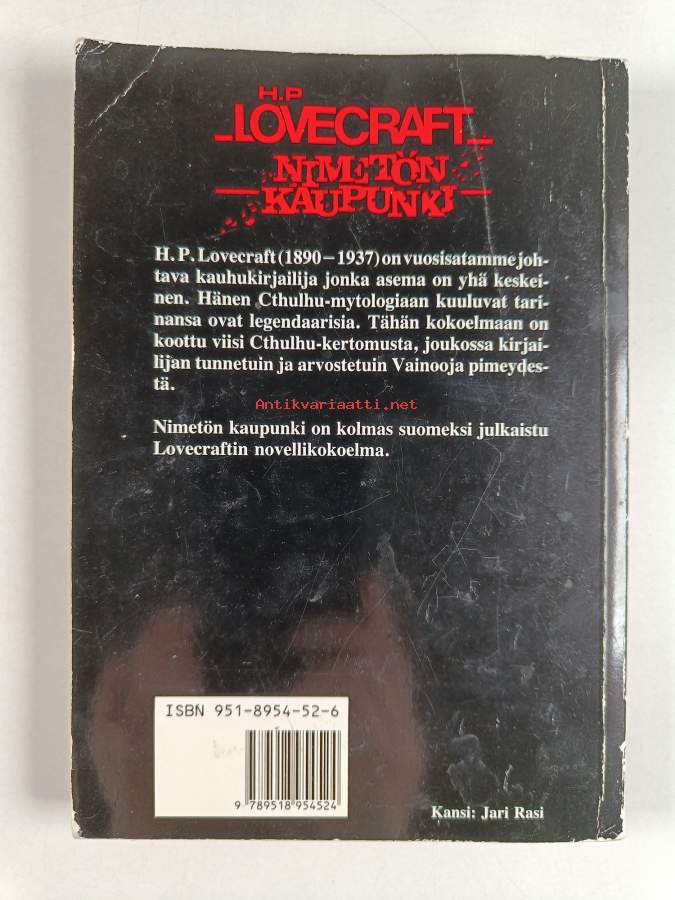 H.P
LOVECRAFT
NIMETÖN
KAUPUNKI
H. P. Lovecraft (1890–1937) on vuosisatamme joh-
tava kauhukirjailija jonka asema on yhä keskei-
nen. Hänen Cthulhu-mytologiaan kuuluvat tari-
nansa ovat legendaarisia. Tähän kokoelmaan on
koottu viisi Cthulhu-kertomusta, joukossa kirjai-
lijan tunnetuin ja arvostetuin Vainooja pimeydes-
tä.
Antikvariaatti.net
Nimetön kaupunki on kolmas suomeksi julkaistu
Lovecraftin novellikokoelma.
ISBN 951-8954-52-6
9 789518 954524
Kansi: Jari Rasi